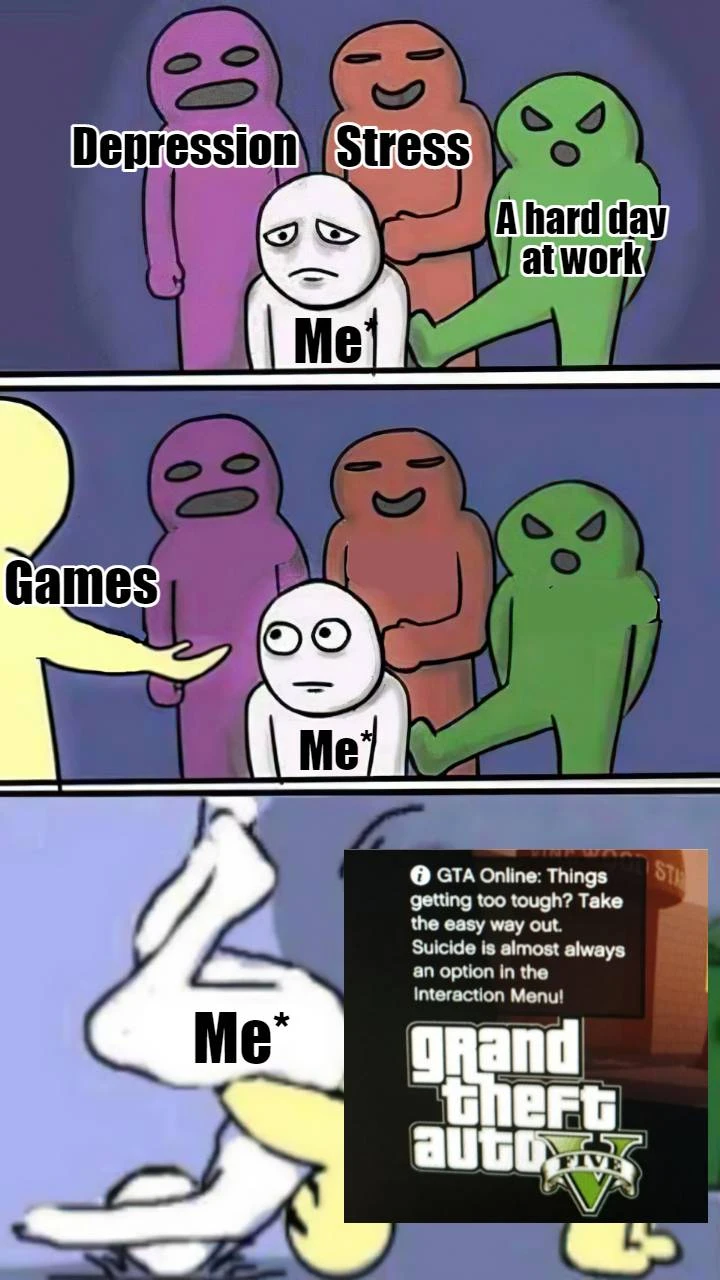 Depression
Stress
A hard day
at work
Me*
Games
Me*
Me*
GTA Online: Things
getting too tough? Take
the easy way out.
Suicide is almost always
an option in the
Interaction Menu!
grand
theft
auto
FIVE